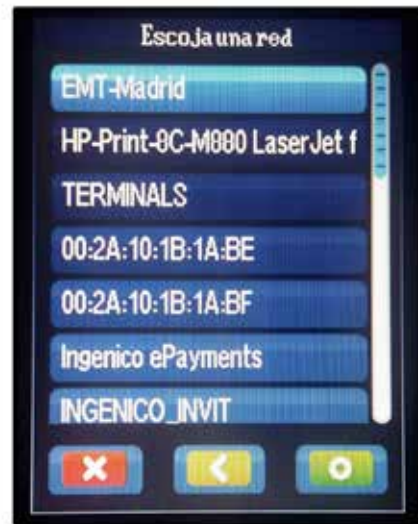 Escoja una red
EMT-Madrid
HP-Print-8C-M880 LaserJet f
TERMINALS
00:2A:10:1B:1A:BE
00:2A:10:1B:1A:BF
Ingenico ePayments
INGENICO_INVIT